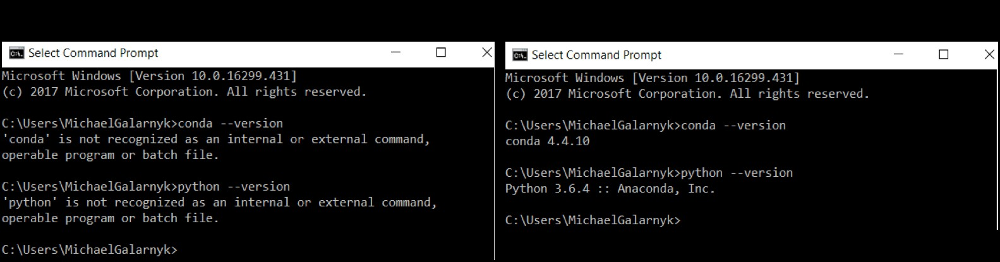 Select Command Prompt
Microsoft Windows [Version 10.0.16299.431]
(c) 2017 Microsoft Corporation. All rights reserved.
C:\Users\MichaelGalarnyk>conda --version
'conda' is not recognized as an internal or external command,
operable program or batch file.
C:\Users\MichaelGalarnyk>python --version
'python' is not recognized as an internal or external command,
operable program or batch file.
C:\Users\MichaelGalarnyk>
Select Command Prompt
Microsoft Windows [Version 10.0.16299.431]
(c) 2017 Microsoft Corporation. All rights reserved.
C:\Users\MichaelGalarnyk>conda --version
conda 4.4.10
C:\Users\MichaelGalarnyk>python --version
Python 3.6.4 :: Anaconda, Inc.
C:\Users\MichaelGalarnyk>